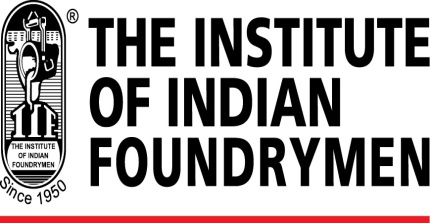 ®
THE INSTITUTE
OF INDIAN
FOUNDRYMEN
IIF
THE INSTITUTE
OF INDIAN
FOUNDRYMEN
Since 1950